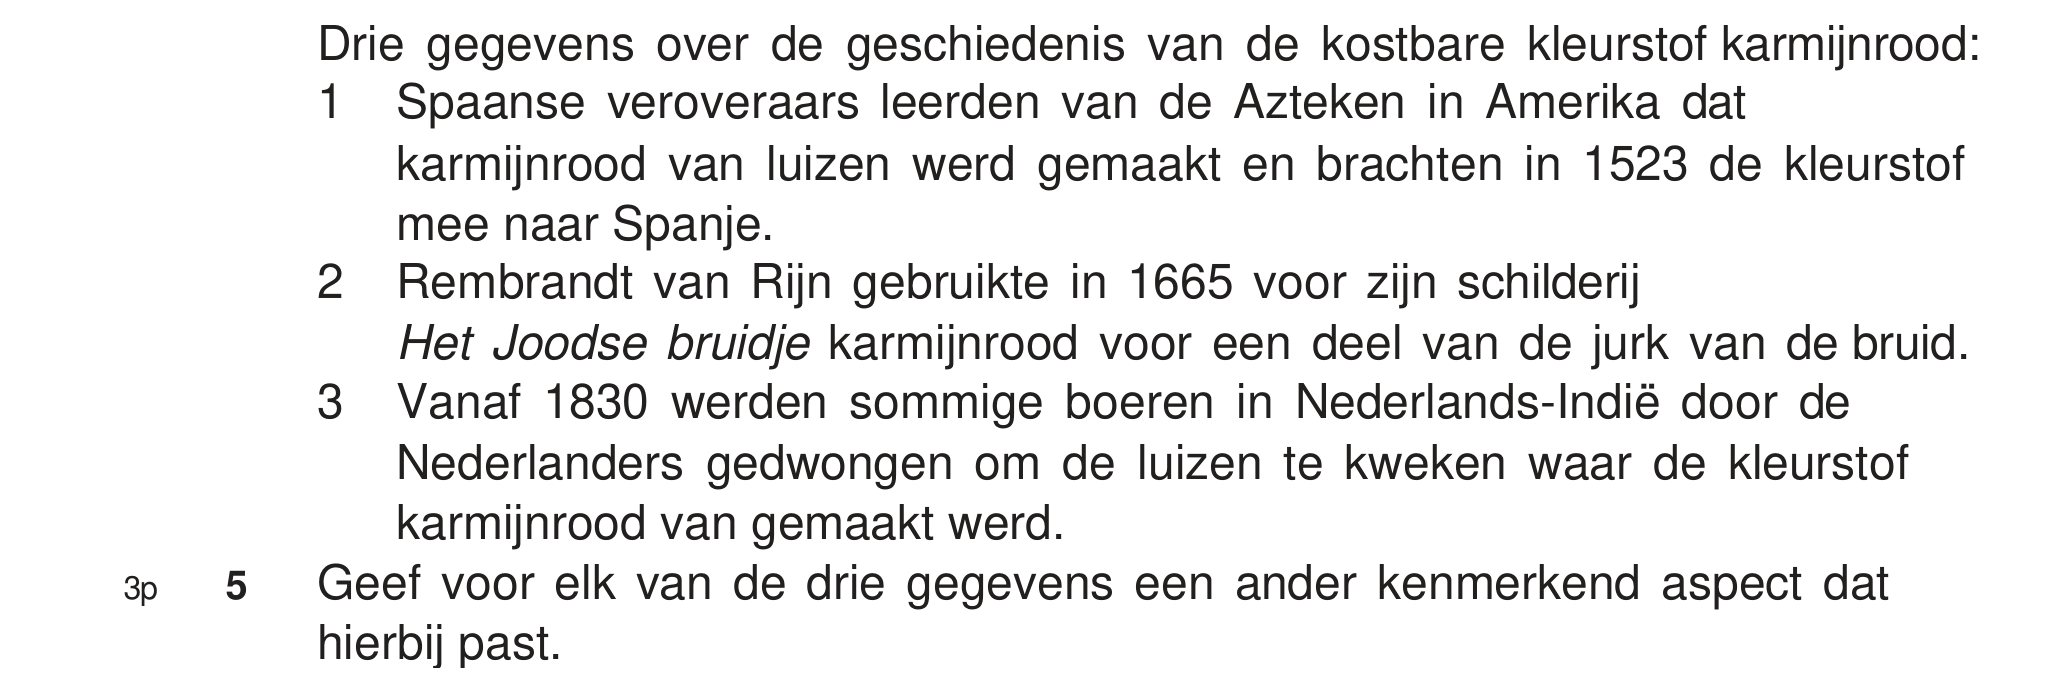 Drie gegevens over de geschiedenis van de kostbare kleurstof karmijnrood:
1 Spaanse veroveraars leerden van de Azteken in Amerika dat
karmijnrood van luizen werd gemaakt en brachten in 1523 de kleurstof
mee naar Spanje.
2 Rembrandt van Rijn gebruikte in 1665 voor zijn schilderij
Het Joodse bruidje karmijnrood voor een deel van de jurk van de bruid.
3 Vanaf 1830 werden sommige boeren in Nederlands-Indië door de
Nederlanders gedwongen om de luizen te kweken waar de kleurstof
karmijnrood van gemaakt werd.
3p 5 Geef voor elk van de drie gegevens een ander kenmerkend aspect dat
hierbij past.